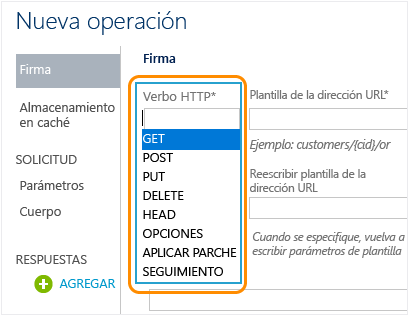 Nueva operación
Firma
Almacenamiento
en caché
SOLICITUD
Parámetros
Cuerpo
RESPUESTAS
AGREGAR
Firma
Verbo HTTP*
GET
POST
PUT
DELETE
HEAD
OPCIONES
APLICAR PARCHE
SEGUIMIENTO
Plantilla de la dirección URL*
Ejemplo: customers/{cid}/or
Reescribir plantilla de la
dirección URL
Cuando se especifique, vuelva a
escribir parámetros de plantilla